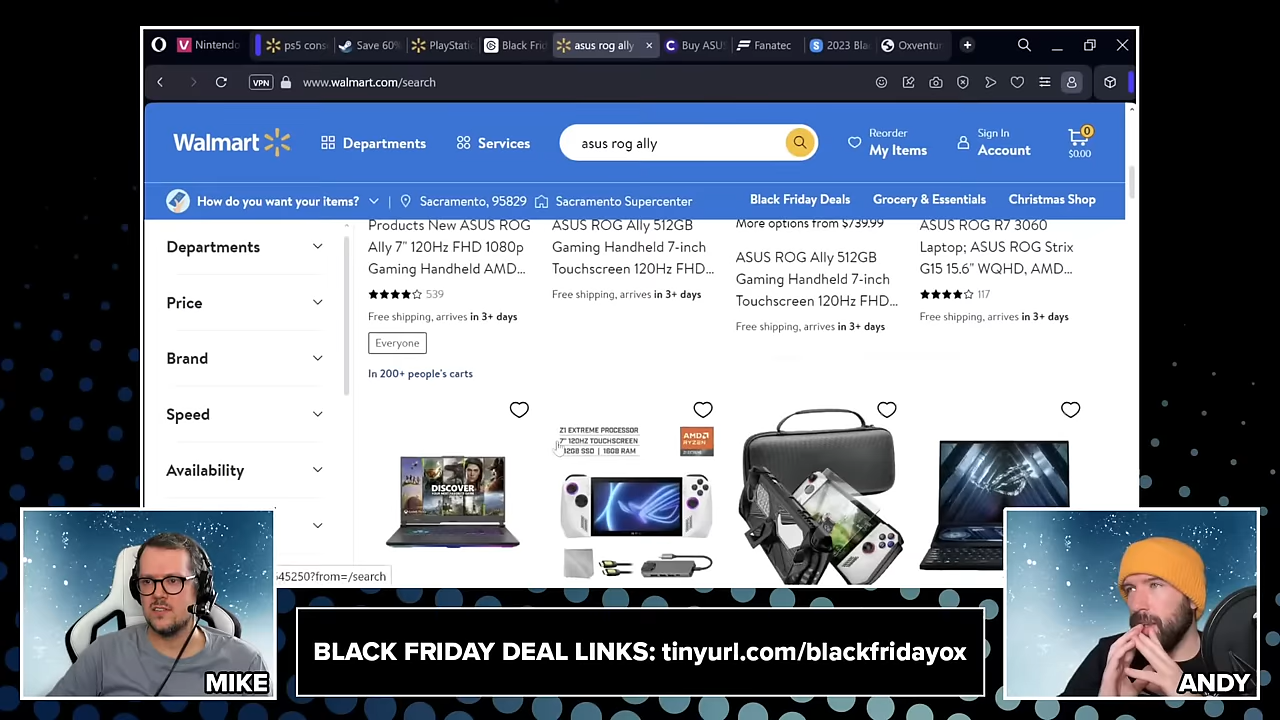 Nintendo
ps5 cons
Save 60%
PlayStatio
Black Frid
asus rog ally
Buy ASUS
Fanatec
2023 Bla
Oxventur
VPN
www.walmart.com/search
Walmart
Departments
Services
asus rog ally
Reorder
My Items
Sign In
Account
0
$0.00
How do you want your items?
Sacramento, 95829
Sacramento Supercenter
Black Friday Deals
Grocery & Essentials
Christmas Shop
Departments
Price
Brand
Speed
Availability
Products New ASUS ROG
Ally 7" 120Hz FHD 1080p
Gaming Handheld AMD...
539
Free shipping, arrives in 3+ days
Everyone
In 200+ people's carts
ASUS ROG Ally 512GB
Gaming Handheld 7-inch
Touchscreen 120Hz FHD...
Free shipping, arrives in 3+ days
More options from $739.99
ASUS ROG Ally 512GB
Gaming Handheld 7-inch
Touchscreen 120Hz FHD...
Free shipping, arrives in 3+ days
ASUS ROG R7 3060
Laptop; ASUS ROG Strix
G15 15.6" WQHD, AMD...
117
Free shipping, arrives in 3+ days
DISCOVER
Z1 EXTREME PROCESSOR
7" 120HZ TOUCHSCREEN
SSD | 16GB RAM
AMD
RYZEN
45250?from=/search
MIKE
BLACK FRIDAY DEAL LINKS: tinyurl.com/blackfridayox
ANDY